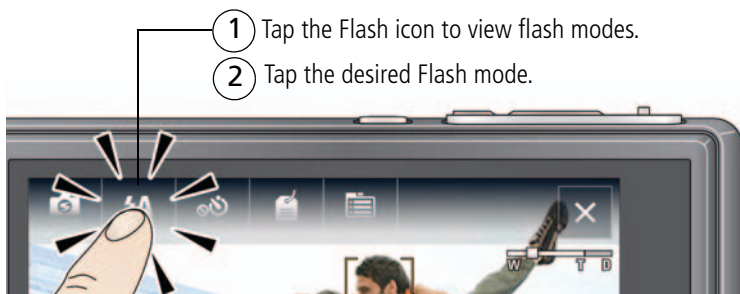 1 Tap the Flash icon to view flash modes.
2 Tap the desired Flash mode.
W T D